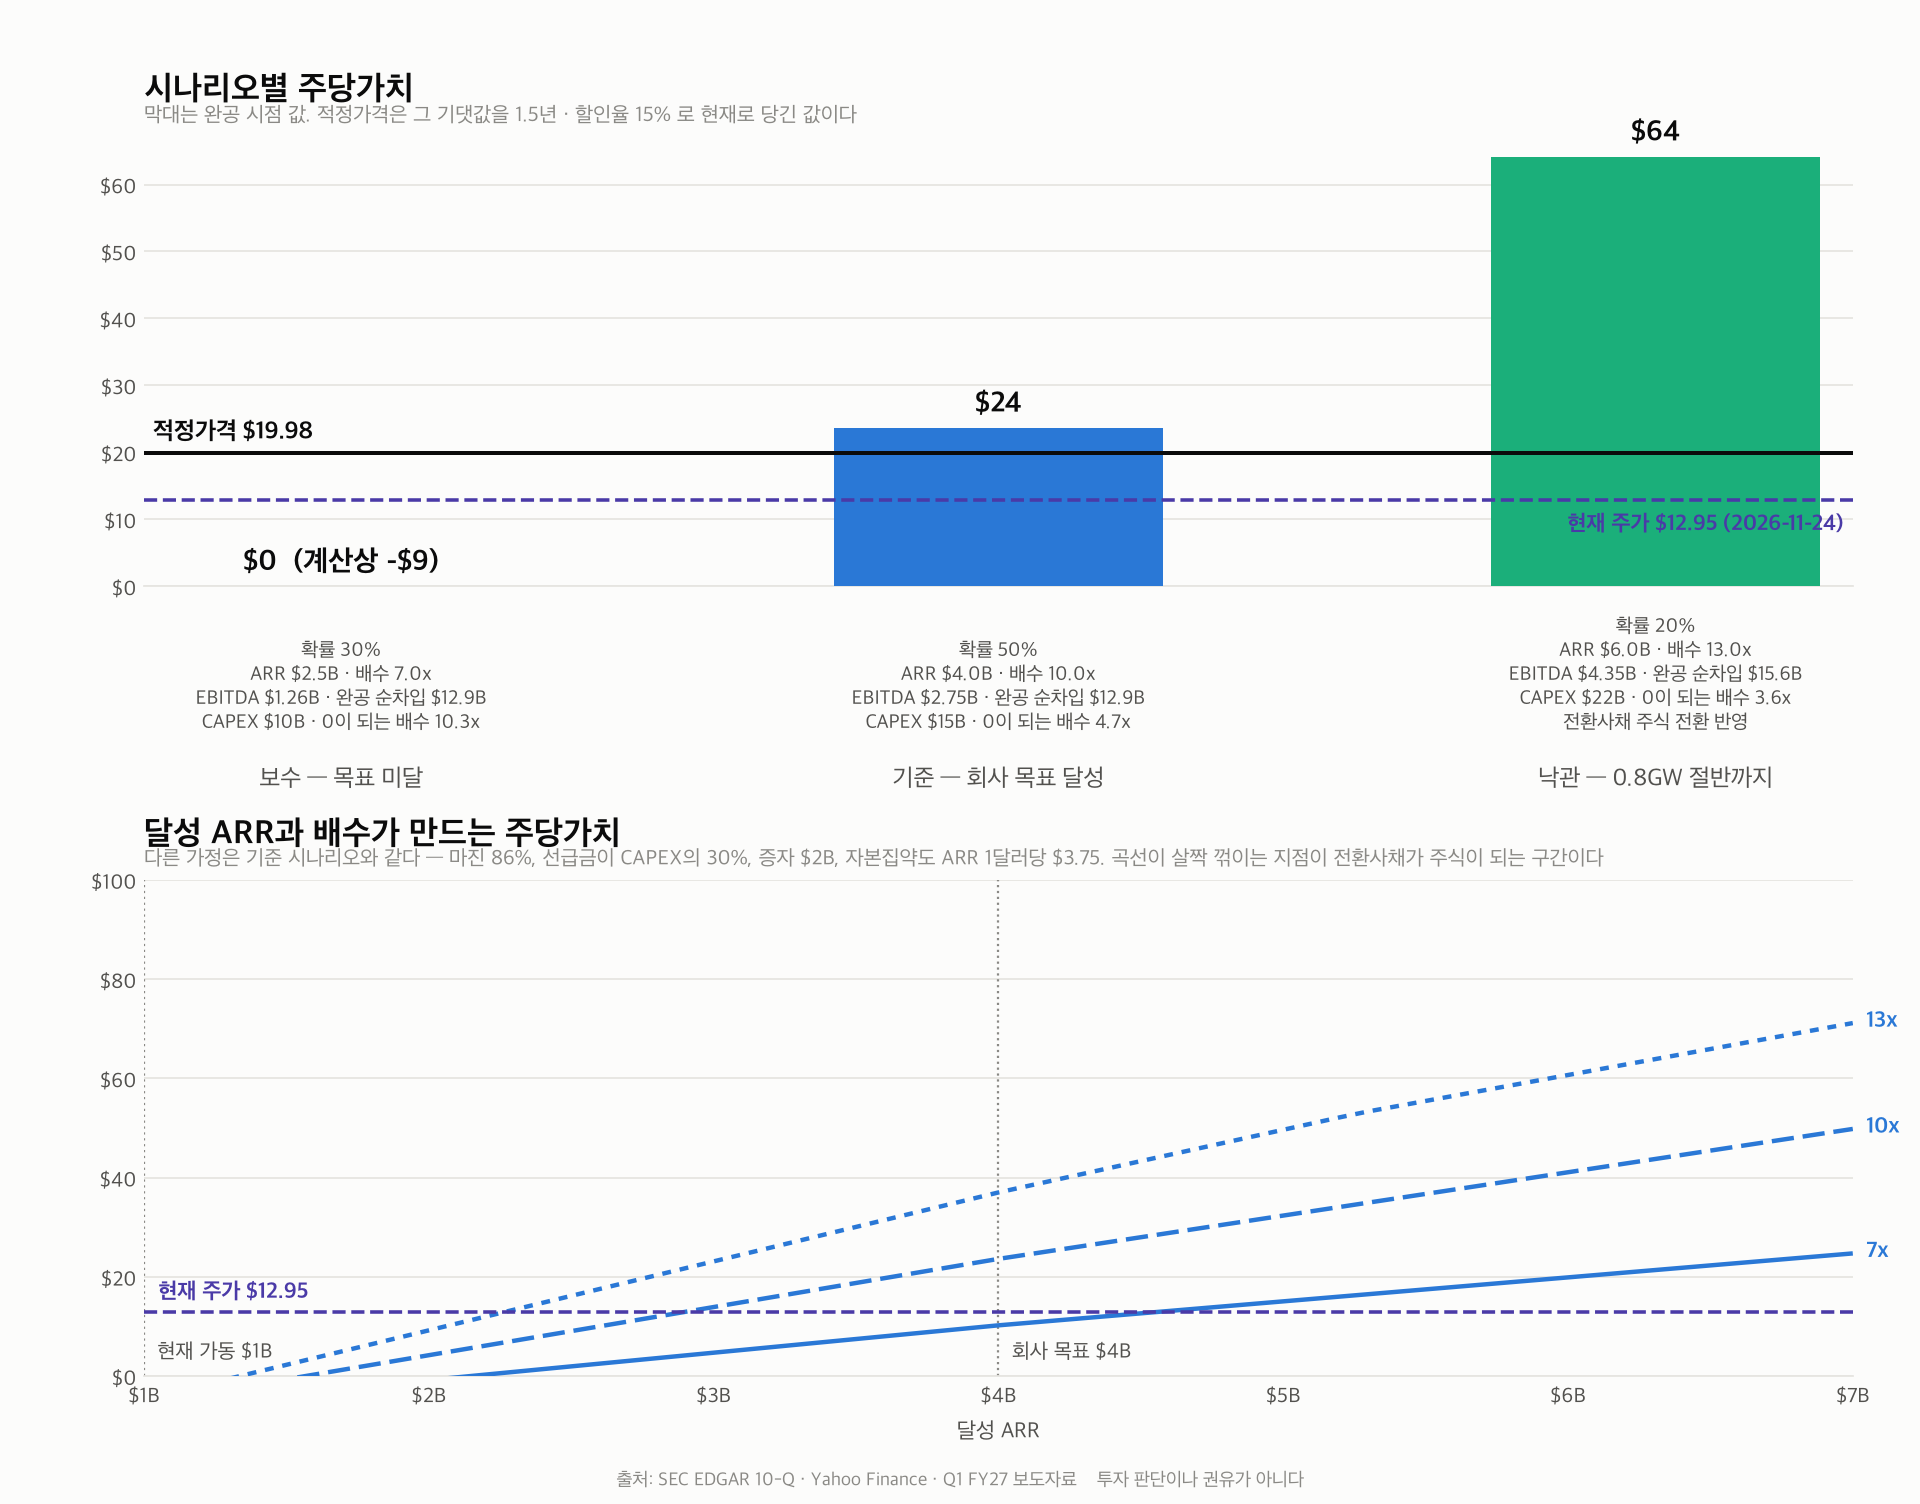 시나리오별 주당가치
막대는 완공 시점 값. 적정가격은 그 기댓값을 1.5년 · 할인율 15% 로 현재로 당긴 값이다
$64
$60
$50
$40
$30
$24
적정가격 $19.98
$20
$10
현재 주가 $12.95 (2026-11-24)
$0 (계산상 -$9)
$0
확률 30%
ARR $2.5B · 배수 7.0x
EBITDA $1.26B · 완공 순차입 $12.9B
CAPEX $10B · 0이 되는 배수 10.3x
확률 50%
ARR $4.0B · 배수 10.0x
EBITDA $2.75B · 완공 순차입 $12.9B
CAPEX $15B · 0이 되는 배수 4.7x
확률 20%
ARR $6.0B · 배수 13.0x
EBITDA $4.35B · 완공 순차입 $15.6B
CAPEX $22B · 0이 되는 배수 3.6x
전환사채 주식 전환 반영
보수 — 목표 미달
기준 — 회사 목표 달성
낙관 — 0.8GW 절반까지
달성 ARR과 배수가 만드는 주당가치
다른 가정은 기준 시나리오와 같다 — 마진 86%, 선급금이 CAPEX의 30%, 증자 $2B, 자본집약도 ARR 1달러당 $3.75. 곡선이 살짝 꺾이는 지점이 전환사채가 주식이 되는 구간이다
$100
$80
13x
$60
10x
$40
7x
$20
현재 주가 $12.95
현재 가동 $1B
회사 목표 $4B
$0
$1B
$2B
$3B
$4B
$5B
$6B
$7B
달성 ARR
출처: SEC EDGAR 10-Q · Yahoo Finance · Q1 FY27 보도자료 투자 판단이나 권유가 아니다